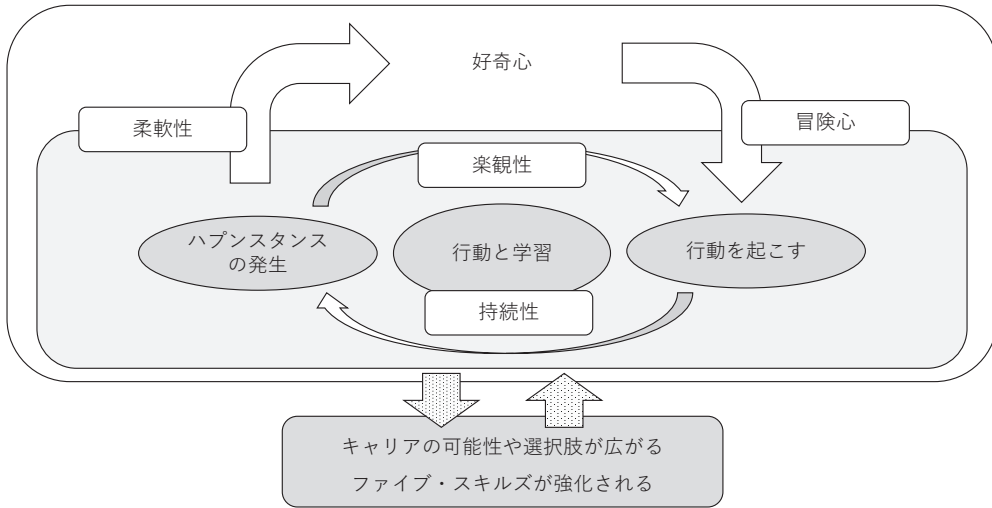 好奇心
柔軟性
冒険心
楽観性
ハプンスタンス
の発生
行動と学習
行動を起こす
持続性
キャリアの可能性や選択肢が広がる
ファイブ・スキルズが強化される